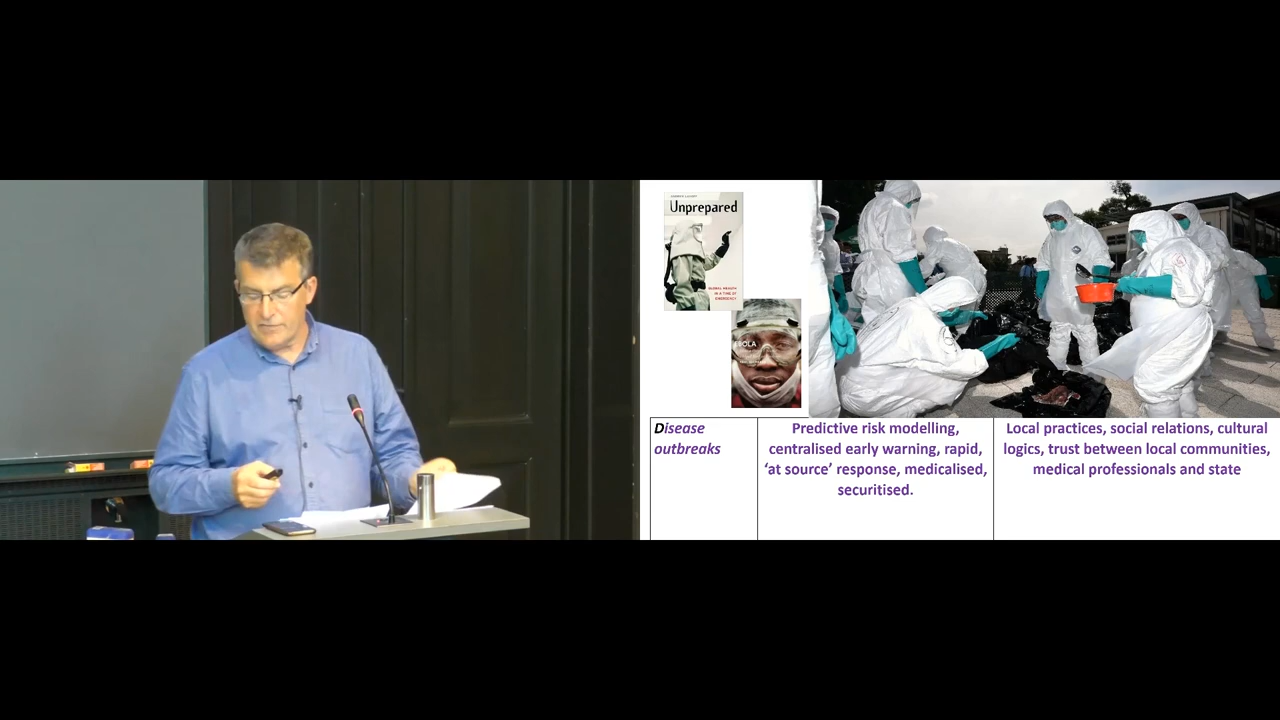 Unprepared
GLOBAL HEALTH
IN A TIME OF
EMERGENCY
EBOLA
Disease
outbreaks
Predictive risk modelling,
centralised early warning, rapid,
‘at source’ response, medicalised,
securitised.
Local practices, social relations, cultural
logics, trust between local communities,
medical professionals and state